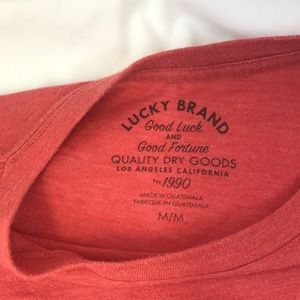 LUCKY BRAND
Good Luck
AND
Good Fortune
QUALITY DRY GOODS
LOS ANGELES CALIFORNIA
1990
MADE IN GUATEMALA
FABRIQUÉ EN GUATEMALA
M/M